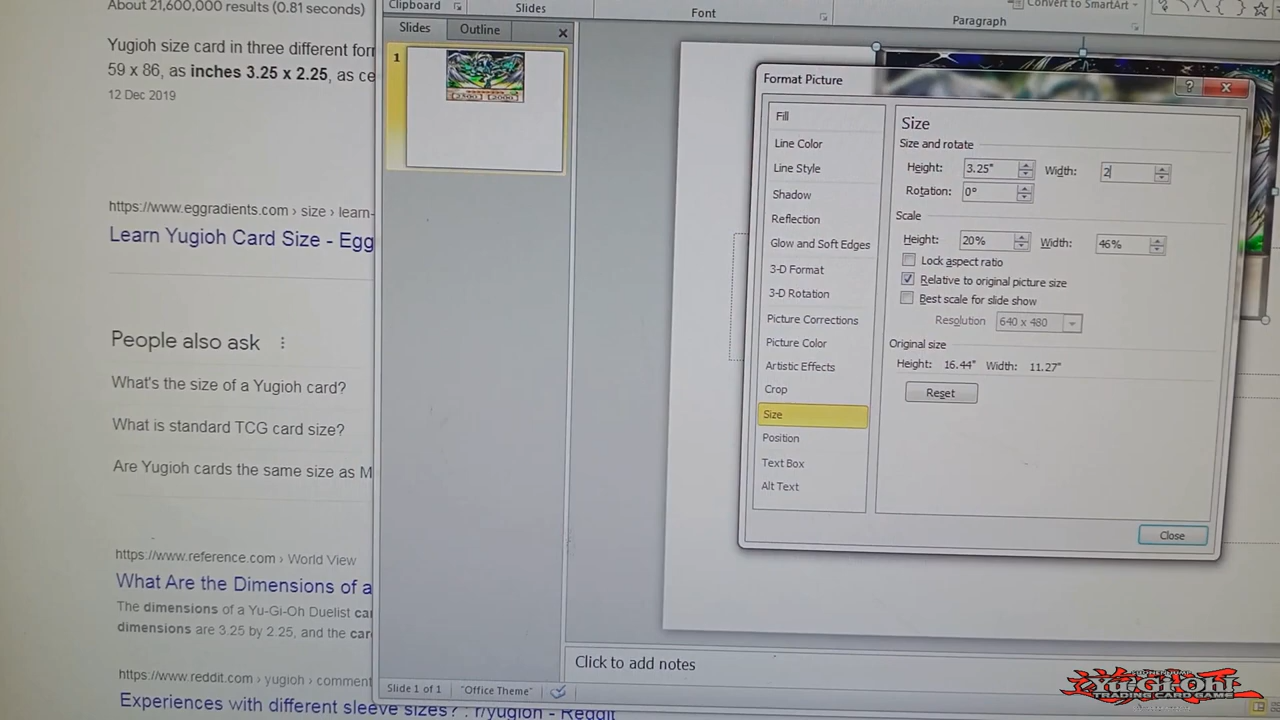 About 21,600,000 results (0.81 seconds)
Yugioh size card in three different
59 x 86, as inches 3.25 x 2.25, as
12 Dec 2019
https://www.eggradients.com › size › learn-
Learn Yugioh Card Size - Egg
People also ask
What's the size of a Yugioh card?
What is standard TCG card size?
Are Yugioh cards the same size as M
https://www.reference.com › World View
What Are the Dimensions of a
The dimensions of a Yu-Gi-Oh Duelist
dimensions are 3.25 by 2.25, and the
https://www.reddit.com › yugioh › comment
Experiences with different sleeve sizes? : r/yugioh - Reddit
Clipboard
Slides
Font
Paragraph
Convert to SmartArt
Slides
Outline
1
Format Picture
Fill
Line Color
Line Style
Shadow
Reflection
Glow and Soft Edges
3-D Format
3-D Rotation
Picture Corrections
Picture Color
Artistic Effects
Crop
Size
Position
Text Box
Alt Text
Size
Size and rotate
Height: 3.25" Width: 2
Rotation: 0°
Scale
Height: 20% Width: 46%
Lock aspect ratio
Relative to original picture size
Best scale for slide show
Resolution 640 x 480
Original size
Height: 16.44" Width: 11.27"
Reset
Close
Click to add notes
Slide 1 of 1
"Office Theme"
Yu-Gi-Oh!
TRADING CARD GAME